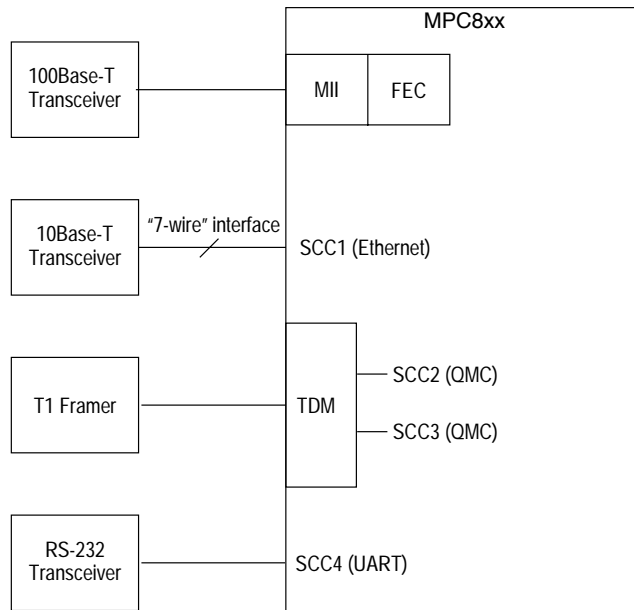 MPC8xx
100Base-T
Transceiver
MII
FEC
10Base-T
Transceiver
"7-wire" interface
SCC1 (Ethernet)
T1 Framer
TDM
SCC2 (QMC)
SCC3 (QMC)
RS-232
Transceiver
SCC4 (UART)